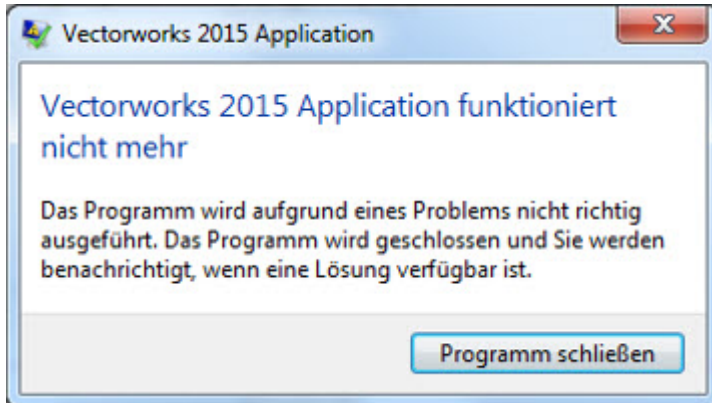 Vectorworks 2015 Application
Vectorworks 2015 Application funktioniert
nicht mehr
Das Programm wird aufgrund eines Problems nicht richtig
ausgeführt. Das Programm wird geschlossen und Sie werden
benachrichtigt, wenn eine Lösung verfügbar ist.
Programm schließen